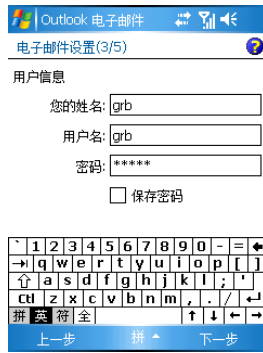 Outlook 电子邮件
电子邮件设置(3/5)
?
用户信息
您的姓名: grb
用户名: grb
密码: *****
保存密码
` 1 2 3 4 5 6 7 8 9 0 - =
q w e r t y u i o p [ ]
a s d f g h j k l ; '
Ctl z x c v b n m , . /
拼 英 符 全
上一步 拼 下一步